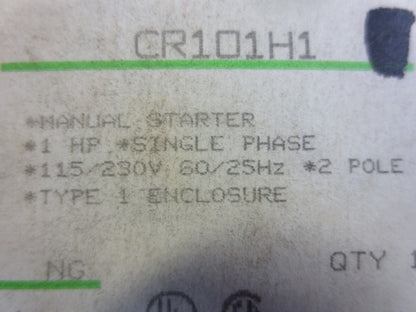 CR101H1
*MANUAL STARTER
*1 HP *SINGLE PHASE
*115/230V 60/25Hz *2 POLE
*TYPE 1 ENCLOSURE
NG
QTY 1